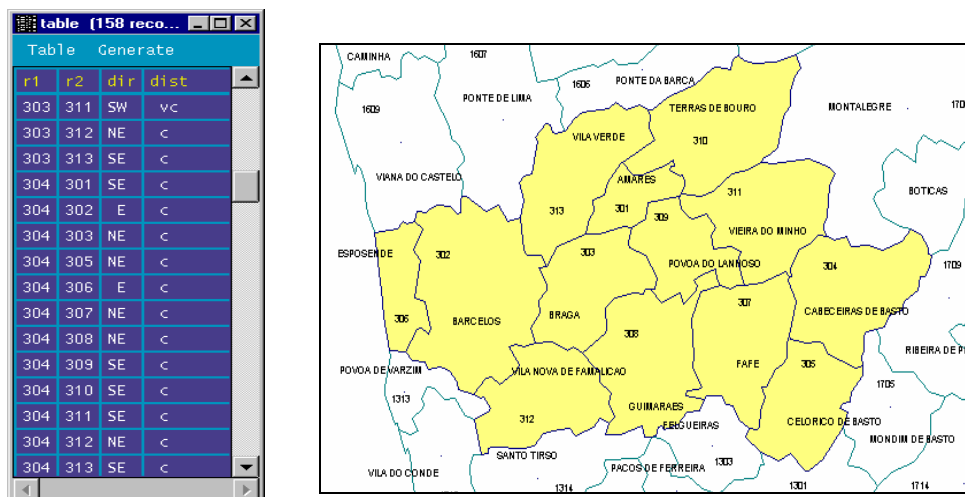 table (158 reco...
Table Generate
r1 r2 dir dist
303 311 SW vc
303 312 NE c
303 313 SE c
304 301 SE c
304 302 E c
304 303 NE c
304 305 NE c
304 306 E c
304 307 NE c
304 308 NE c
304 309 SE c
304 310 SE c
304 311 SE c
304 312 NE c
304 313 SE c
CAMINHA 1607
1606 PONTE DA BARCA
PONTE DE LIMA
1609 TERRAS DE BOURO MONTALEGRE 170
VILA VERDE 310
VIANA DO CASTELO AMARES
311 BOTICAS
313 301 309
VIEIRA DO MINHO
ESPOSENDE 302 303
POVOA DO LANHOSO 304 1709
307
306 BARCELOS BRAGA CABECEIRAS DE BASTO
308
RIBEIRA DE P
POVOA DE VARZIM VILA NOVA DE FAMALICAO FAFE 305
1705
1313
GUIMARAES
312 FELGUEIRAS CELORICO DE BASTO
MONDIM DE BASTO
SANTO TIRSO
VILA DO CONDE PACOS DE FERREIRA 1303
1314 1301 1714